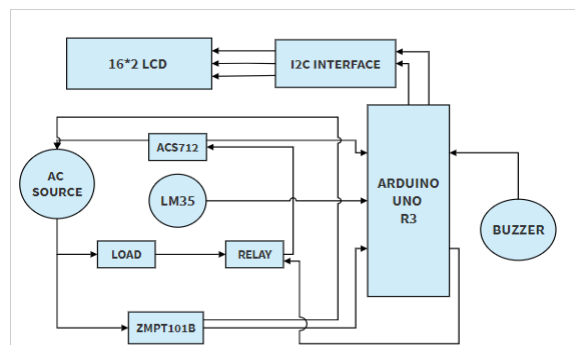 16*2 LCD
I2C INTERFACE
ACS712
AC
SOURCE
LM35
ARDUINO
UNO
R3
BUZZER
LOAD
RELAY
ZMPT101B